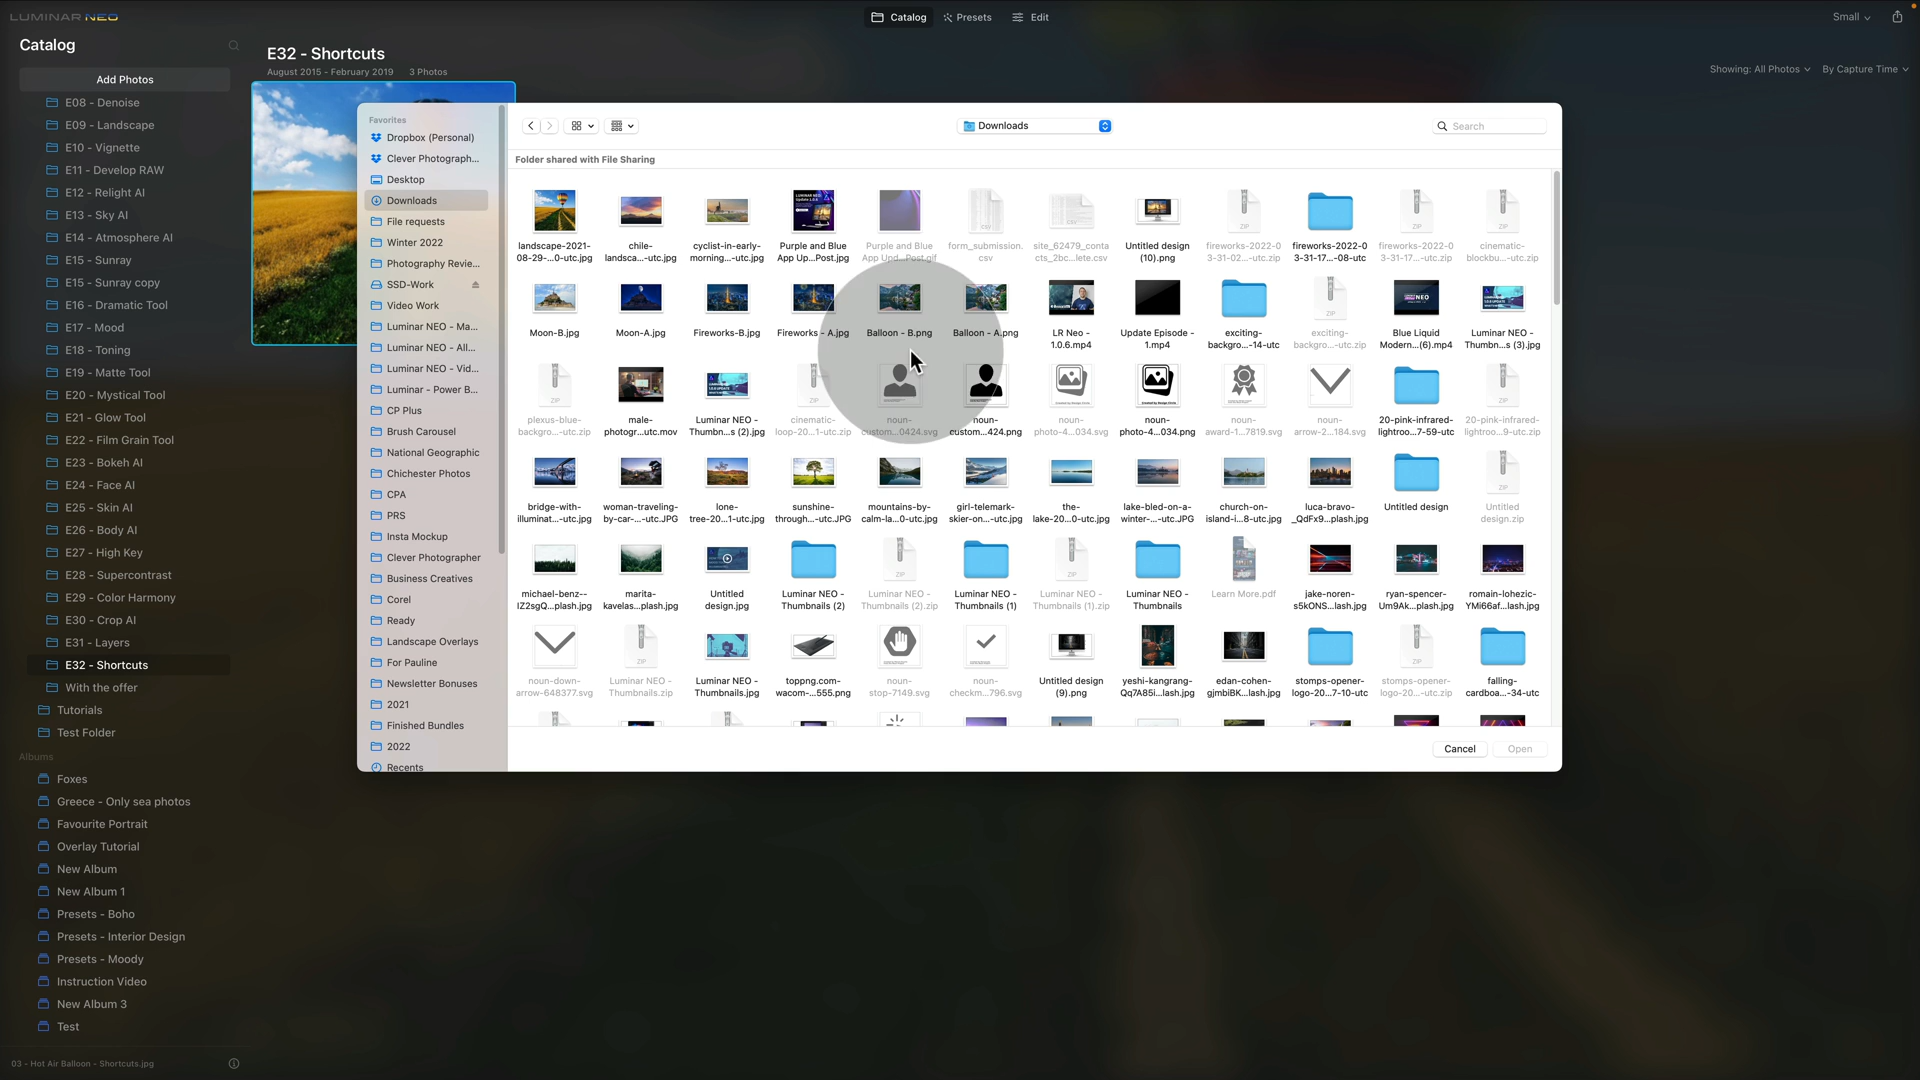 LUMINAR NEO
Catalog
Presets
Edit
Small
Catalog
Add Photos
E08 - Denoise
E09 - Landscape
E10 - Vignette
E11 - Develop RAW
E12 - Relight AI
E13 - Sky AI
E14 - Atmosphere AI
E15 - Sunray
E15 - Sunray copy
E16 - Dramatic Tool
E17 - Mood
E18 - Toning
E19 - Matte Tool
E20 - Mystical Tool
E21 - Glow Tool
E22 - Film Grain Tool
E23 - Bokeh AI
E24 - Face AI
E25 - Skin AI
E26 - Body AI
E27 - High Key
E28 - Supercontrast
E29 - Color Harmony
E30 - Crop AI
E31 - Layers
E32 - Shortcuts
With the offer
Tutorials
Test Folder
Albums
Foxes
Greece - Only sea photos
Favourite Portrait
Overlay Tutorial
New Album
New Album 1
Presets - Boho
Presets - Interior Design
Presets - Moody
Instruction Video
New Album 3
Test
03 - Hot Air Balloon - Shortcuts.jpg
E32 - Shortcuts
August 2015 - February 2019 3 Photos
Showing: All Photos
By Capture Time
Favorites
Dropbox (Personal)
Clever Photograph...
Desktop
Downloads
File requests
Winter 2022
Photography Revie...
SSD-Work
Video Work
Luminar NEO - Ma...
Luminar NEO - All...
Luminar NEO - Vid...
Luminar - Power B...
CP Plus
Brush Carousel
National Geographic
Chichester Photos
CPA
PRS
Insta Mockup
Clever Photographer
Business Creatives
Corel
Ready
Landscape Overlays
For Pauline
Newsletter Bonuses
2021
Finished Bundles
2022
Recents
Downloads
Search
Folder shared with File Sharing
landscape-2021-
08-29-...0-utc.jpg
chile-
landsca...-utc.jpg
cyclist-in-early-
morning...-utc.jpg
Purple and Blue
App Up...Post.jpg
Purple and Blue
App Upd...Post.gif
form_submission.
csv
site_62479_conta
cts_2bc...lete.csv
Untitled design
(10).png
fireworks-2022-0
3-31-02...-utc.zip
fireworks-2022-0
3-31-17...-08-utc
fireworks-2022-0
3-31-17...-utc.zip
cinematic-
blockbu...-utc.zip
Moon-B.jpg
Moon-A.jpg
Fireworks-B.jpg
Fireworks - A.jpg
Balloon - B.png
Balloon - A.png
LR Neo -
1.0.6.mp4
Update Episode -
1.mp4
exciting-
backgro...-14-utc
exciting-
backgro...-utc.zip
Blue Liquid
Modern...(6).mp4
Luminar NEO -
Thumbn...s (3).jpg
plexus-blue-
backgro...-utc.zip
male-
photogr...utc.mov
Luminar NEO -
Thumbn...s (2).jpg
cinematic-
loop-20...1-utc.zip
noun-
custom...0424.svg
noun-
custom...424.png
noun-
photo-4...034.svg
noun-
photo-4...034.png
noun-
award-1...7819.svg
noun-
arrow-2...184.svg
20-pink-infrared-
lightroo...7-59-utc
20-pink-infrared-
lightroo...9-utc.zip
bridge-with-
illuminat...-utc.jpg
woman-traveling-
by-car-...-utc.JPG
lone-
tree-20...1-utc.jpg
sunshine-
through...-utc.JPG
mountains-by-
calm-la...0-utc.jpg
girl-telemark-
skier-on...-utc.jpg
the-
lake-20...0-utc.jpg
lake-bled-on-a-
winter-...-utc.JPG
church-on-
island-i...8-utc.jpg
luca-bravo-
_QdFx9...plash.jpg
Untitled design
Untitled
design.zip
michael-benz--
IZ2sgQ...plash.jpg
marita-
kavelas...plash.jpg
Untitled
design.jpg
Luminar NEO -
Thumbnails (2)
Luminar NEO -
Thumbnails (2).zip
Luminar NEO -
Thumbnails (1)
Luminar NEO -
Thumbnails (1).zip
Luminar NEO -
Thumbnails
Learn More.pdf
jake-noren-
s5kONS...lash.jpg
ryan-spencer-
Um9Ak...plash.jpg
romain-lohezic-
YMi66af...lash.jpg
noun-down-
arrow-648377.svg
Luminar NEO -
Thumbnails.zip
Luminar NEO -
Thumbnails.jpg
toppng.com-
wacom-...555.png
noun-
stop-7149.svg
noun-
checkm...796.svg
Untitled design
(9).png
yeshi-kangrang-
Qq7A85i...lash.jpg
edan-cohen-
gjmbiBK...lash.jpg
stomps-opener-
logo-20...7-10-utc
stomps-opener-
logo-20...-utc.zip
falling-
cardboa...-34-utc
Cancel
Open